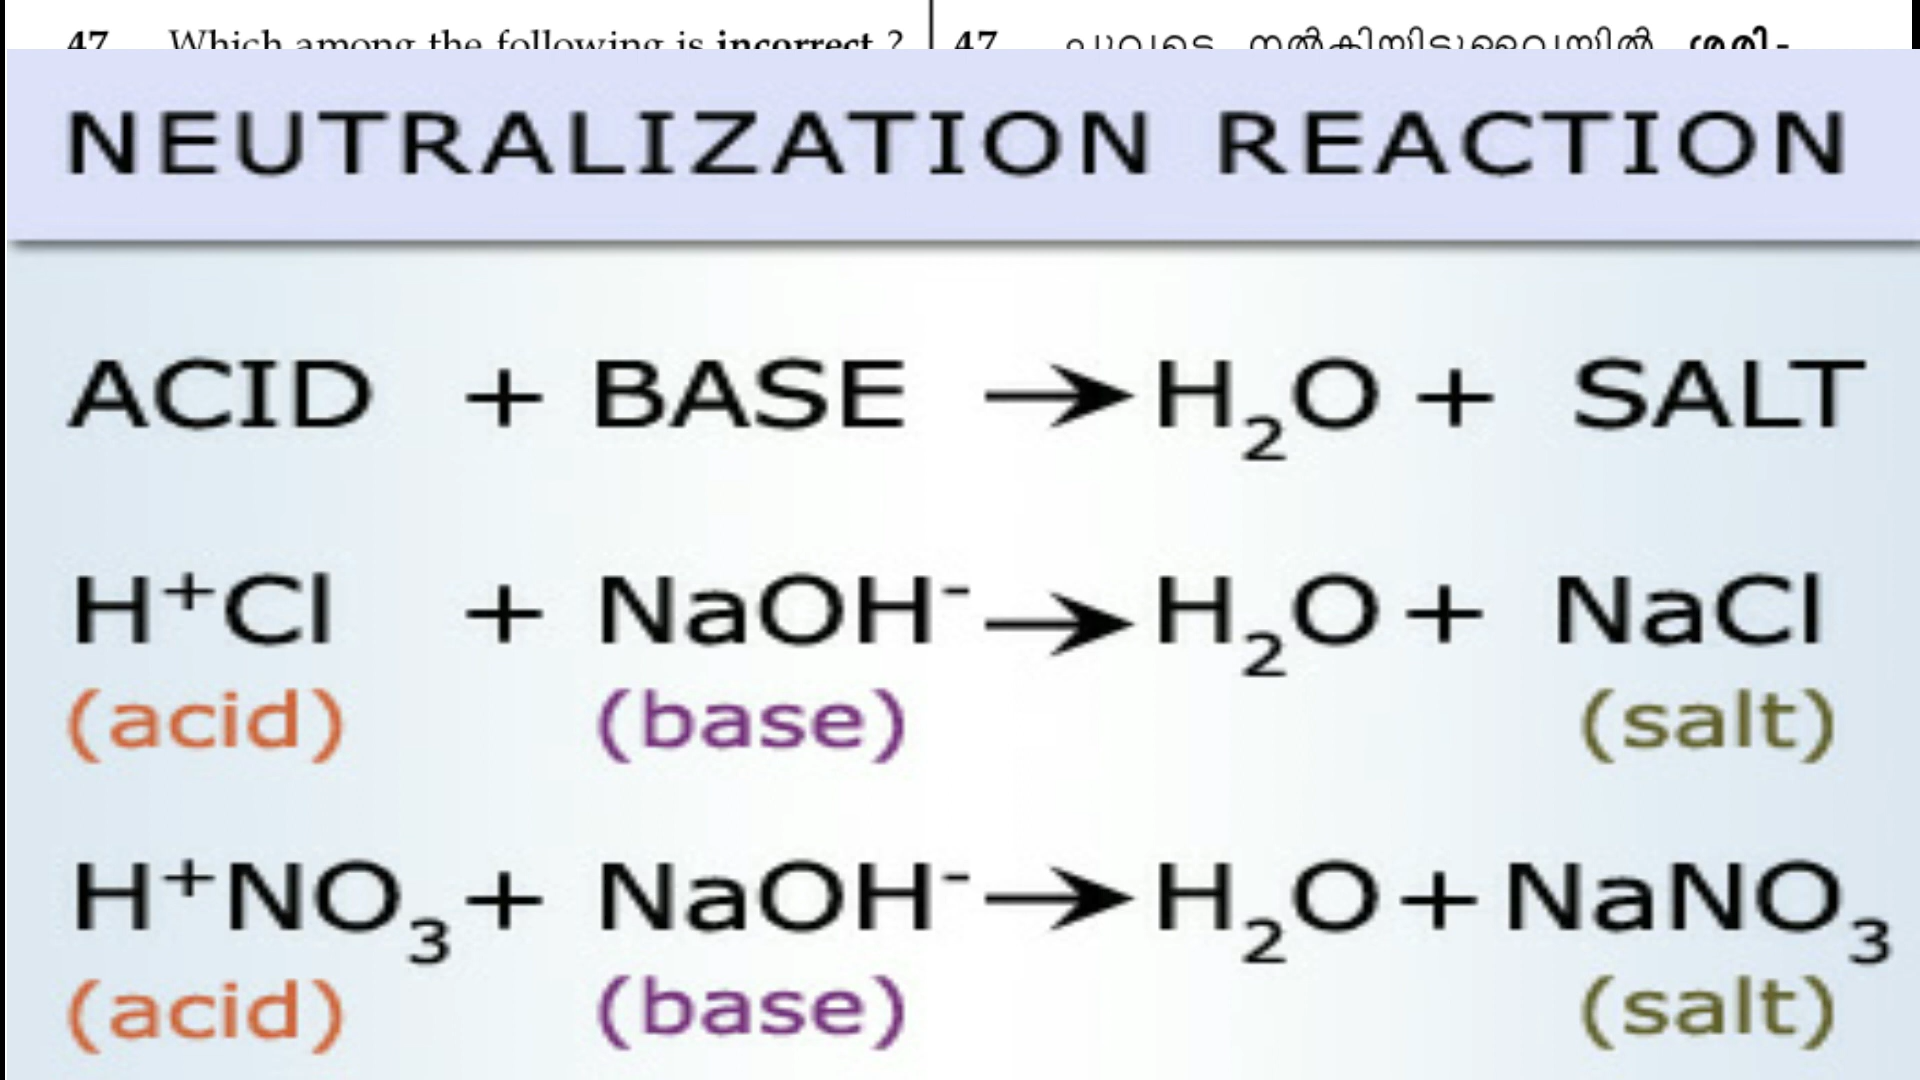 47 Which among the following is incorrect ?
47
NEUTRALIZATION REACTION
ACID + BASE → H₂O + SALT
H⁺Cl + NaOH⁻ → H₂O + NaCl
(acid) (base) (salt)
H⁺NO₃ + NaOH⁻ → H₂O + NaNO₃
(acid) (base) (salt)